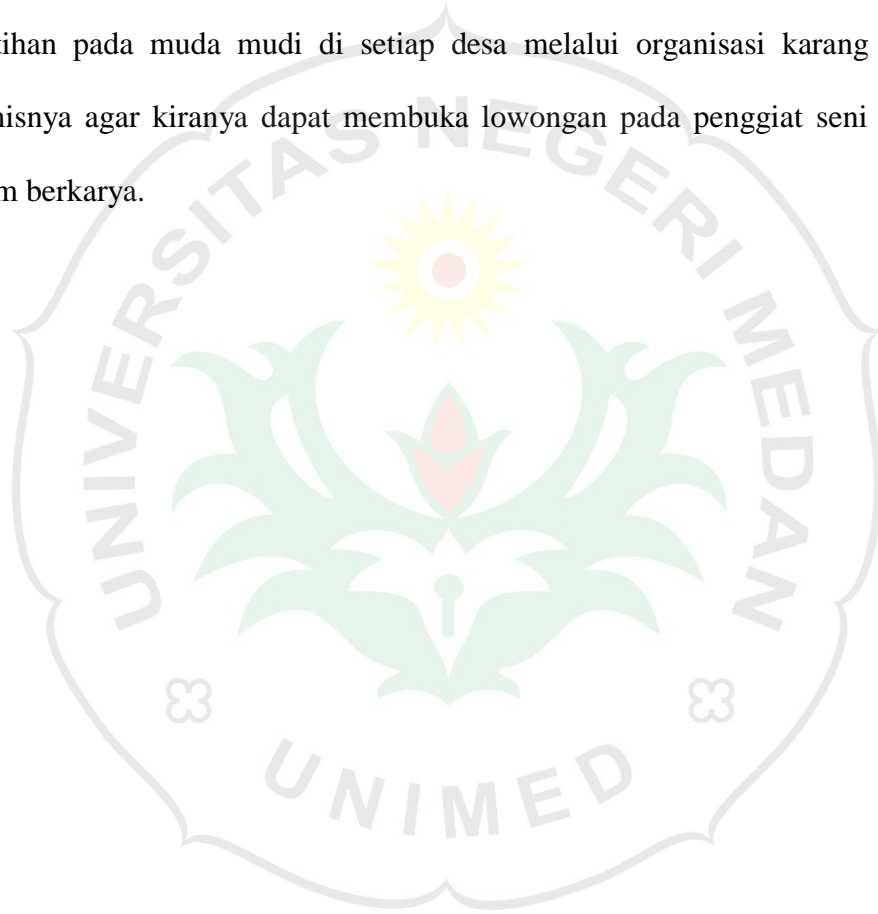 tihan pada muda mudi di setiap desa melalui organisasi karang
nisnya agar kiranya dapat membuka lowongan pada penggiat seni
m berkarya.
UNIVERSITAS NEGERI MEDAN
UNIMED